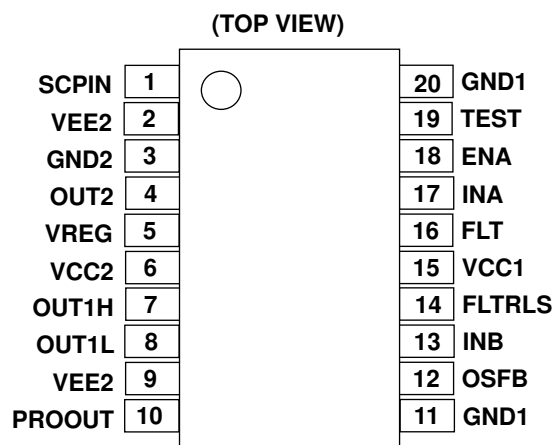 (TOP VIEW)
SCPIN 1 20 GND1
VEE2 2 19 TEST
GND2 3 18 ENA
OUT2 4 17 INA
VREG 5 16 FLT
VCC2 6 15 VCC1
OUT1H 7 14 FLTRLS
OUT1L 8 13 INB
VEE2 9 12 OSFB
PROOUT 10 11 GND1